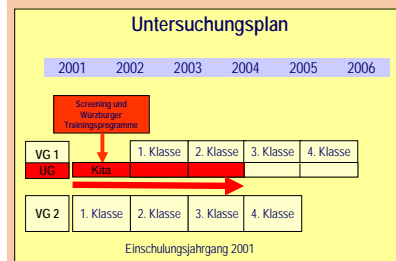 Untersuchungsplan
2001 2002 2003 2004 2005 2006
Screening und
Würzburger
Trainingsprogramme
VG 1 1. Klasse 2. Klasse 3. Klasse 4. Klasse
UG Kita
VG 2 1. Klasse 2. Klasse 3. Klasse 4. Klasse
Einschulungsjahrgang 2001